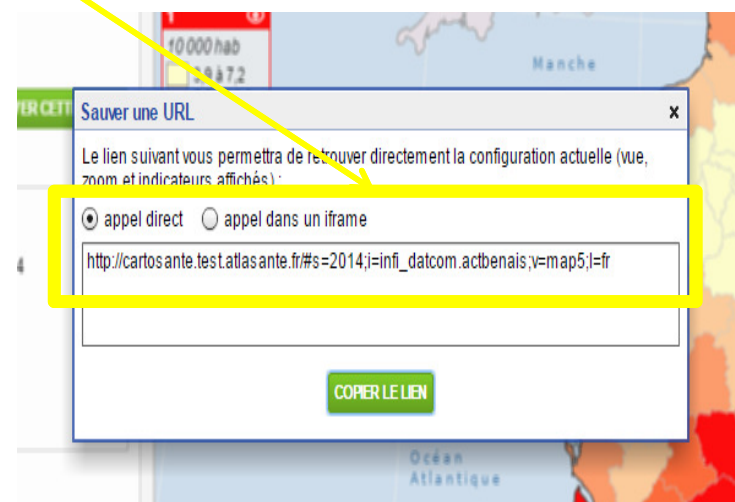 1
10 000 hab
Manche
Sauver une URL
x
Le lien suivant vous permettra de retrouver directement la configuration actuelle (vue,
zoom et indicateurs affichés) :
appel direct appel dans un iframe
4
http://cartosante.test.atlasante.fr/#s=2014;i=infi_datcom.actbenais;v=map5;l=fr
COPIER LE LIEN
Océan
Atlantique